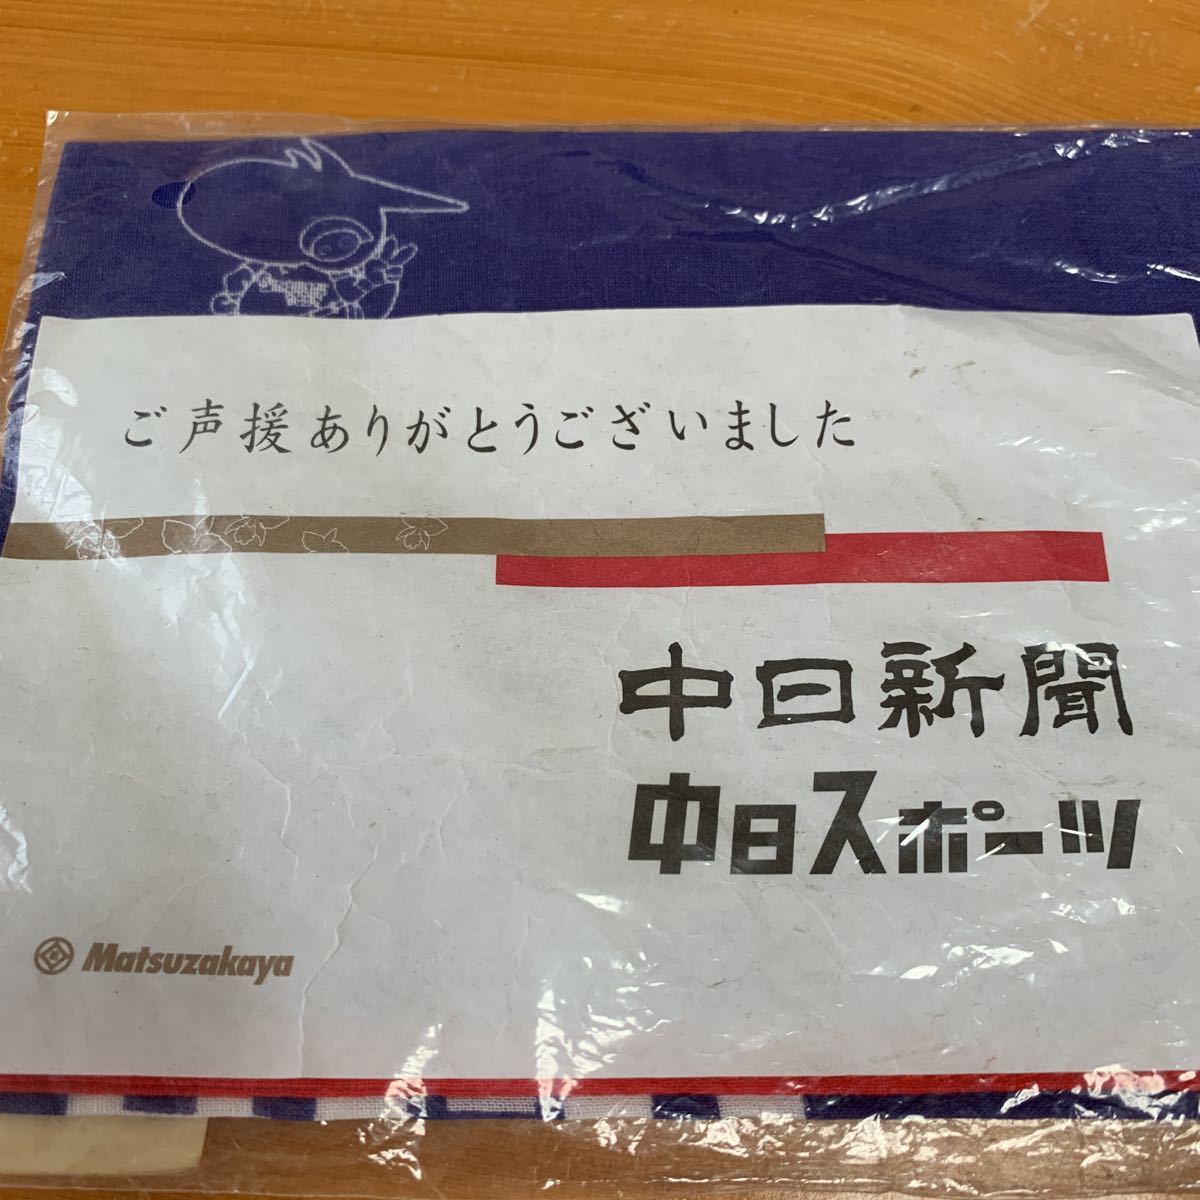 ご声援ありがとうございました
中日新聞
中日スポーツ
Matsuzakaya